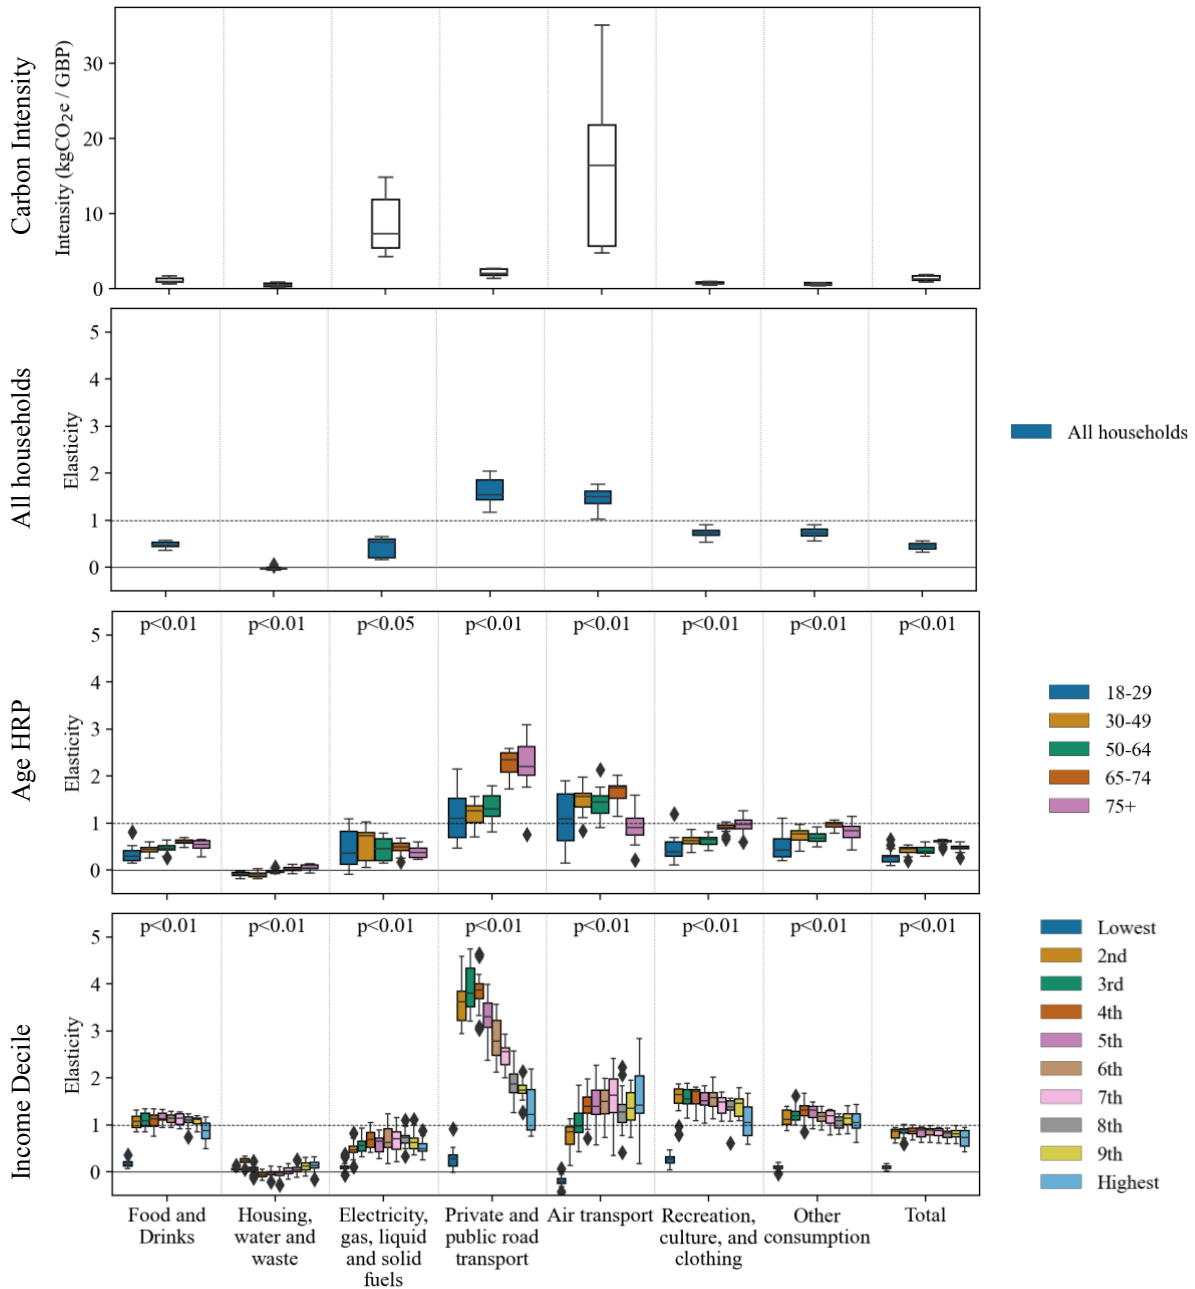 Carbon Intensity
Intensity (kgCO₂e / GBP)
30
20
10
0
All households
Elasticity
5
4
3
2
1
0
All households
Age HRP
Elasticity
5
4
3
2
1
0
p<0.01 p<0.01 p<0.05 p<0.01 p<0.01 p<0.01 p<0.01 p<0.01
18-29
30-49
50-64
65-74
75+
Income Decile
Elasticity
5
4
3
2
1
0
p<0.01 p<0.01 p<0.01 p<0.01 p<0.01 p<0.01 p<0.01 p<0.01
Lowest
2nd
3rd
4th
5th
6th
7th
8th
9th
Highest
Food and
Drinks
Housing,
water and
waste
Electricity,
gas, liquid
and solid
fuels
Private and
public road
transport
Air transport
Recreation,
culture, and
clothing
Other
consumption
Total